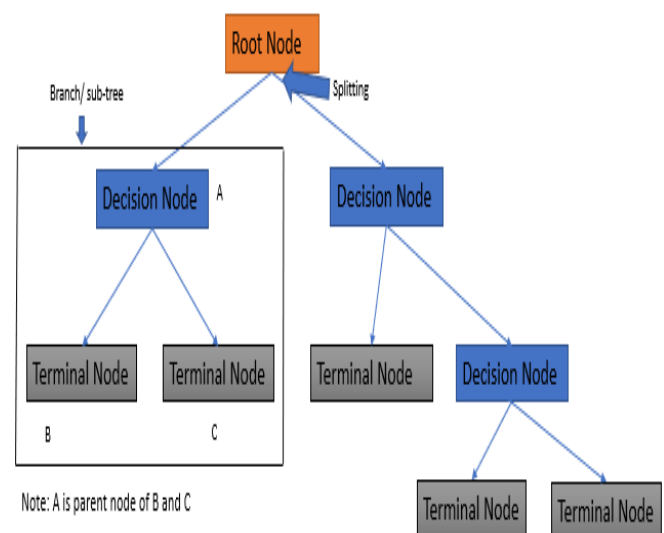 Root Node
Branch/ sub-tree
Splitting
Decision Node
A
Decision Node
Terminal Node
Terminal Node
Terminal Node
Decision Node
B
C
Note: A is parent node of B and C
Terminal Node
Terminal Node